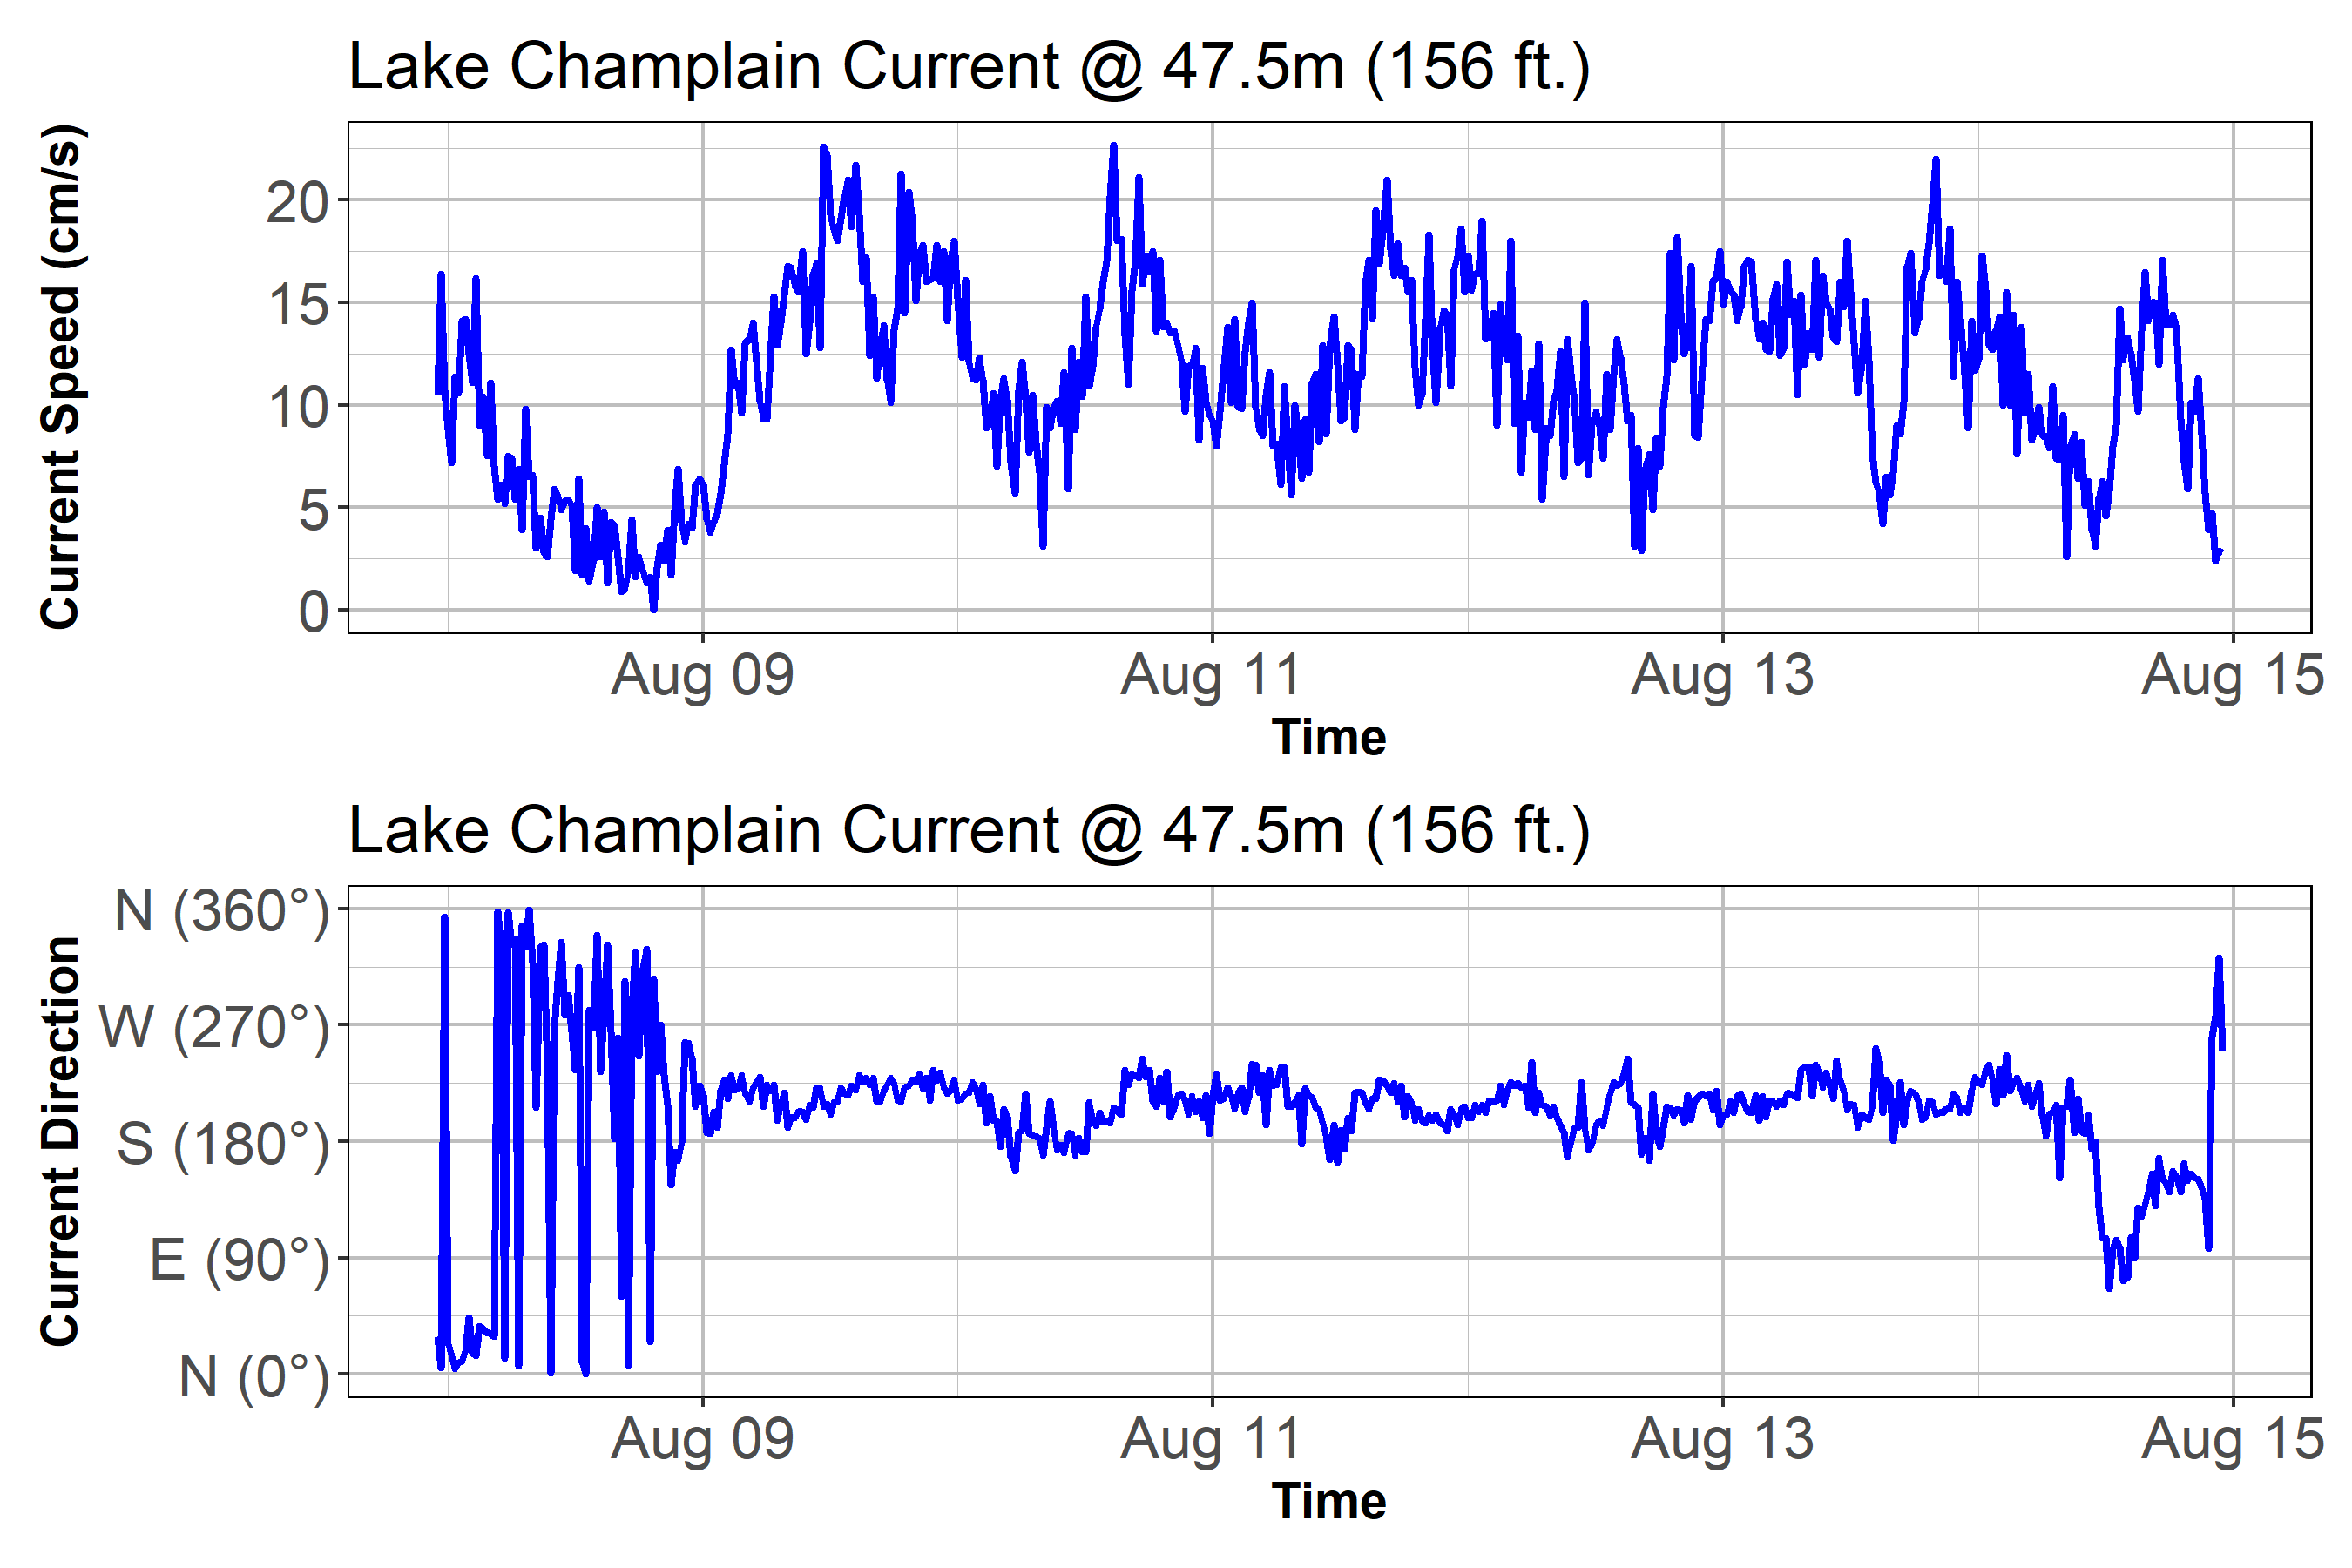 Lake Champlain Current @ 47.5m (156 ft.)
Current Speed (cm/s)
20
15
10
5
0
Aug 09 Aug 11 Aug 13 Aug 15
Time
Lake Champlain Current @ 47.5m (156 ft.)
Current Direction
N (360°)
W (270°)
S (180°)
E (90°)
N (0°)
Aug 09 Aug 11 Aug 13 Aug 15
Time